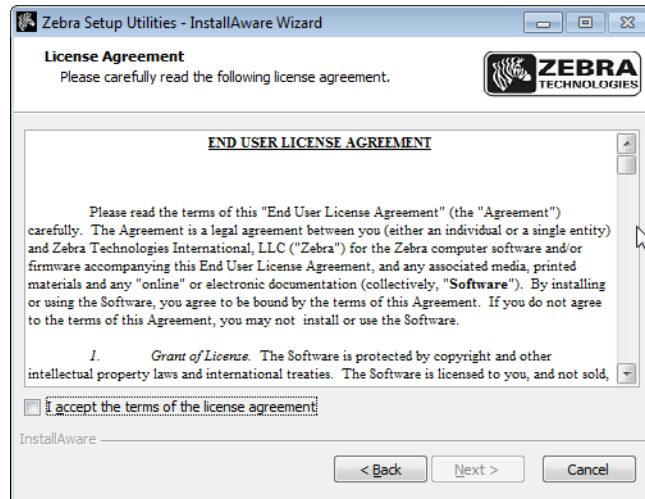 Zebra Setup Utilities - InstallAware Wizard
License Agreement
Please carefully read the following license agreement.
ZEBRA
TECHNOLOGIES
END USER LICENSE AGREEMENT
Please read the terms of this "End User License Agreement" (the "Agreement")
carefully. The Agreement is a legal agreement between you (either an individual or a single entity)
and Zebra Technologies International, LLC ("Zebra") for the Zebra computer software and/or
firmware accompanying this End User License Agreement, and any associated media, printed
materials and any "online" or electronic documentation (collectively, "Software"). By installing
or using the Software, you agree to be bound by the terms of this Agreement. If you do not agree
to the terms of this Agreement, you may not install or use the Software.
1. Grant of License. The Software is protected by copyright and other
intellectual property laws and international treaties. The Software is licensed to you, and not sold,
I accept the terms of the license agreement
InstallAware
< Back Next > Cancel